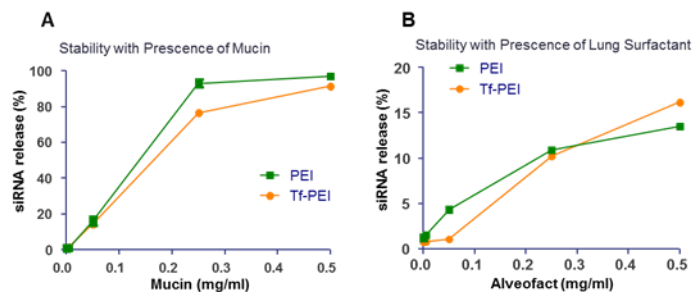 A
Stability with Prescence of Mucin
siRNA release (%)
100
80
60
40
20
0
PEI
Tf-PEI
0.0 0.1 0.2 0.3 0.4 0.5
Mucin (mg/ml)
B
Stability with Prescence of Lung Surfactant
siRNA release (%)
20
15
10
5
0
PEI
Tf-PEI
0.0 0.1 0.2 0.3 0.4 0.5
Alveofact (mg/ml)